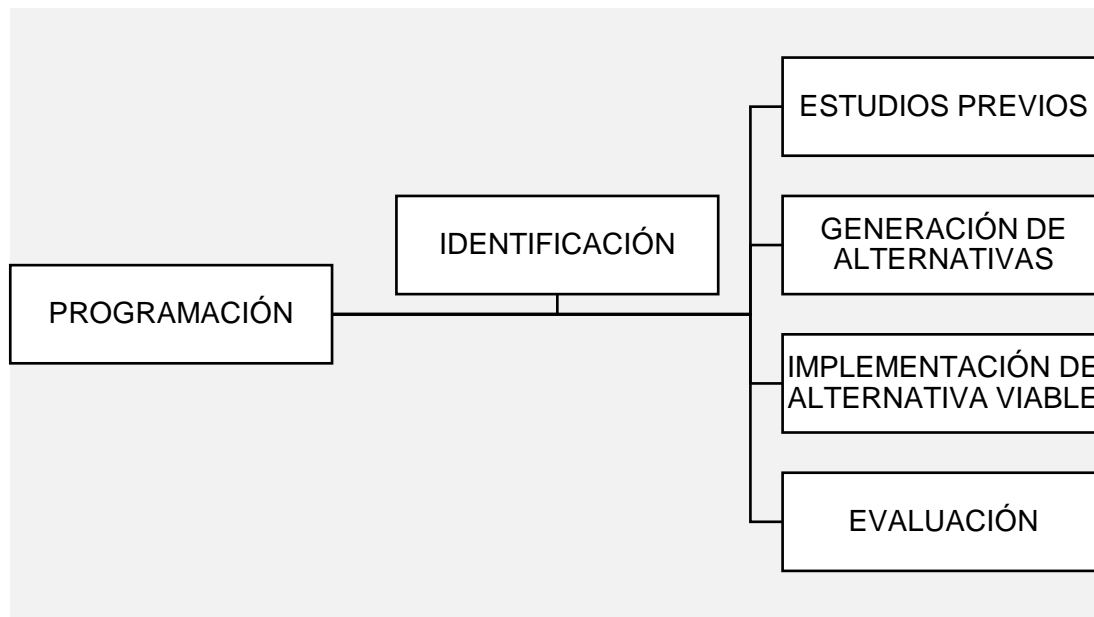 PROGRAMACIÓN
IDENTIFICACIÓN
ESTUDIOS PREVIOS
GENERACIÓN DE
ALTERNATIVAS
IMPLEMENTACIÓN DE
ALTERNATIVA VIABLE
EVALUACIÓN